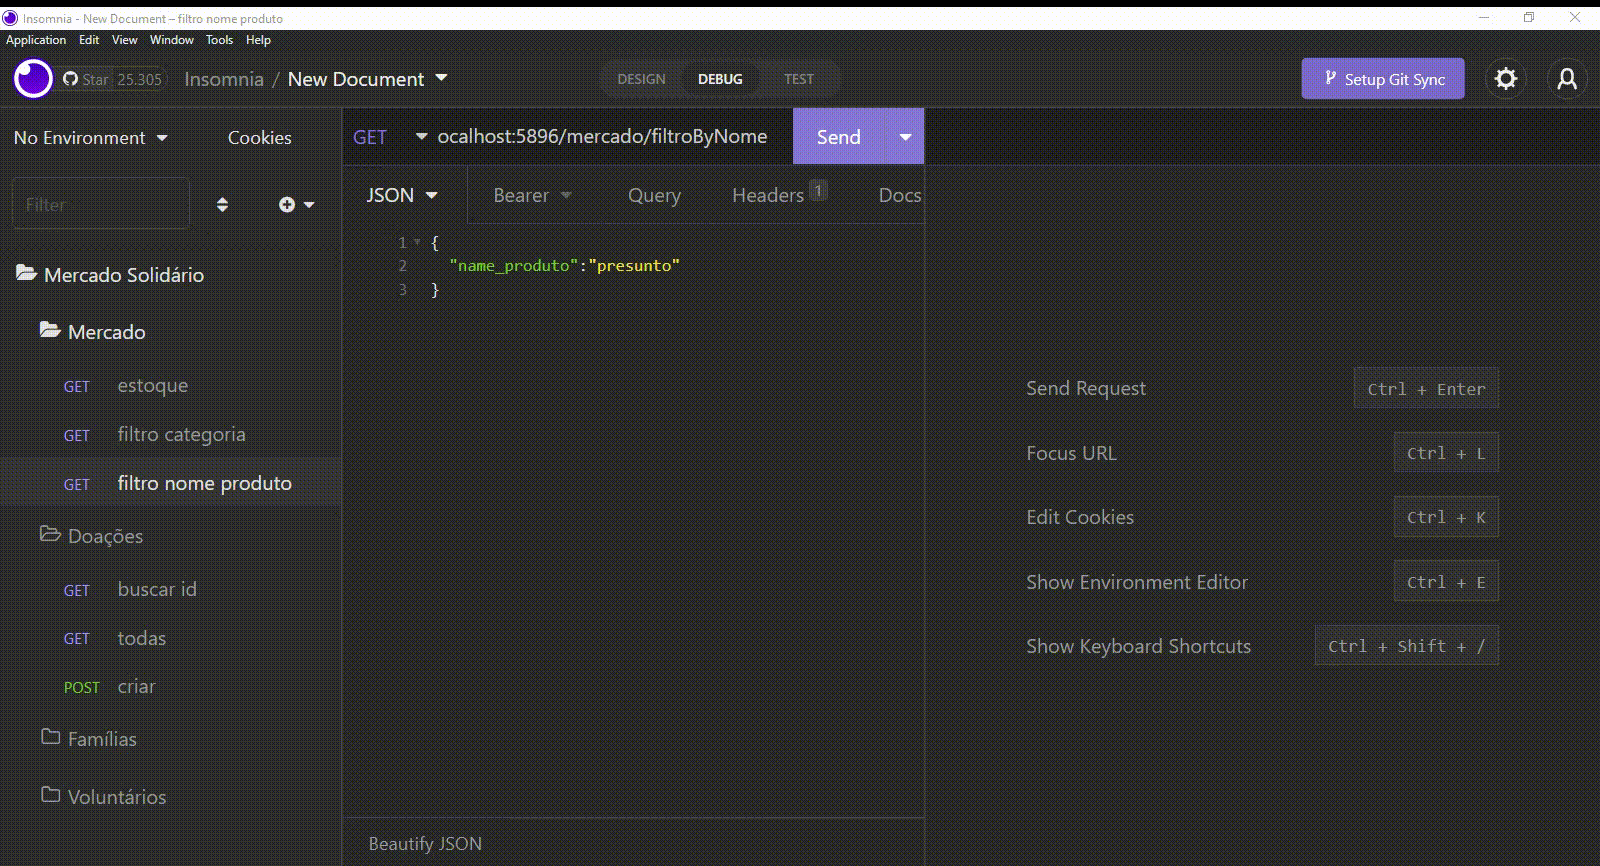 Insomnia - New Document – filtro nome produto
Application Edit View Window Tools Help
Star 25.305 Insomnia / New Document DESIGN DEBUG TEST Setup Git Sync
No Environment Cookies
GET ocalhost:5896/mercado/filtroByNome Send
Filter
JSON Bearer Query Headers 1 Docs
1 {
2 "name_produto":"presunto"
3 }
Mercado Solidário
Mercado
GET estoque
GET filtro categoria
GET filtro nome produto
Doações
GET buscar id
GET todas
POST criar
Famílias
Voluntários
Send Request Ctrl + Enter
Focus URL Ctrl + L
Edit Cookies Ctrl + K
Show Environment Editor Ctrl + E
Show Keyboard Shortcuts Ctrl + Shift + /
Beautify JSON